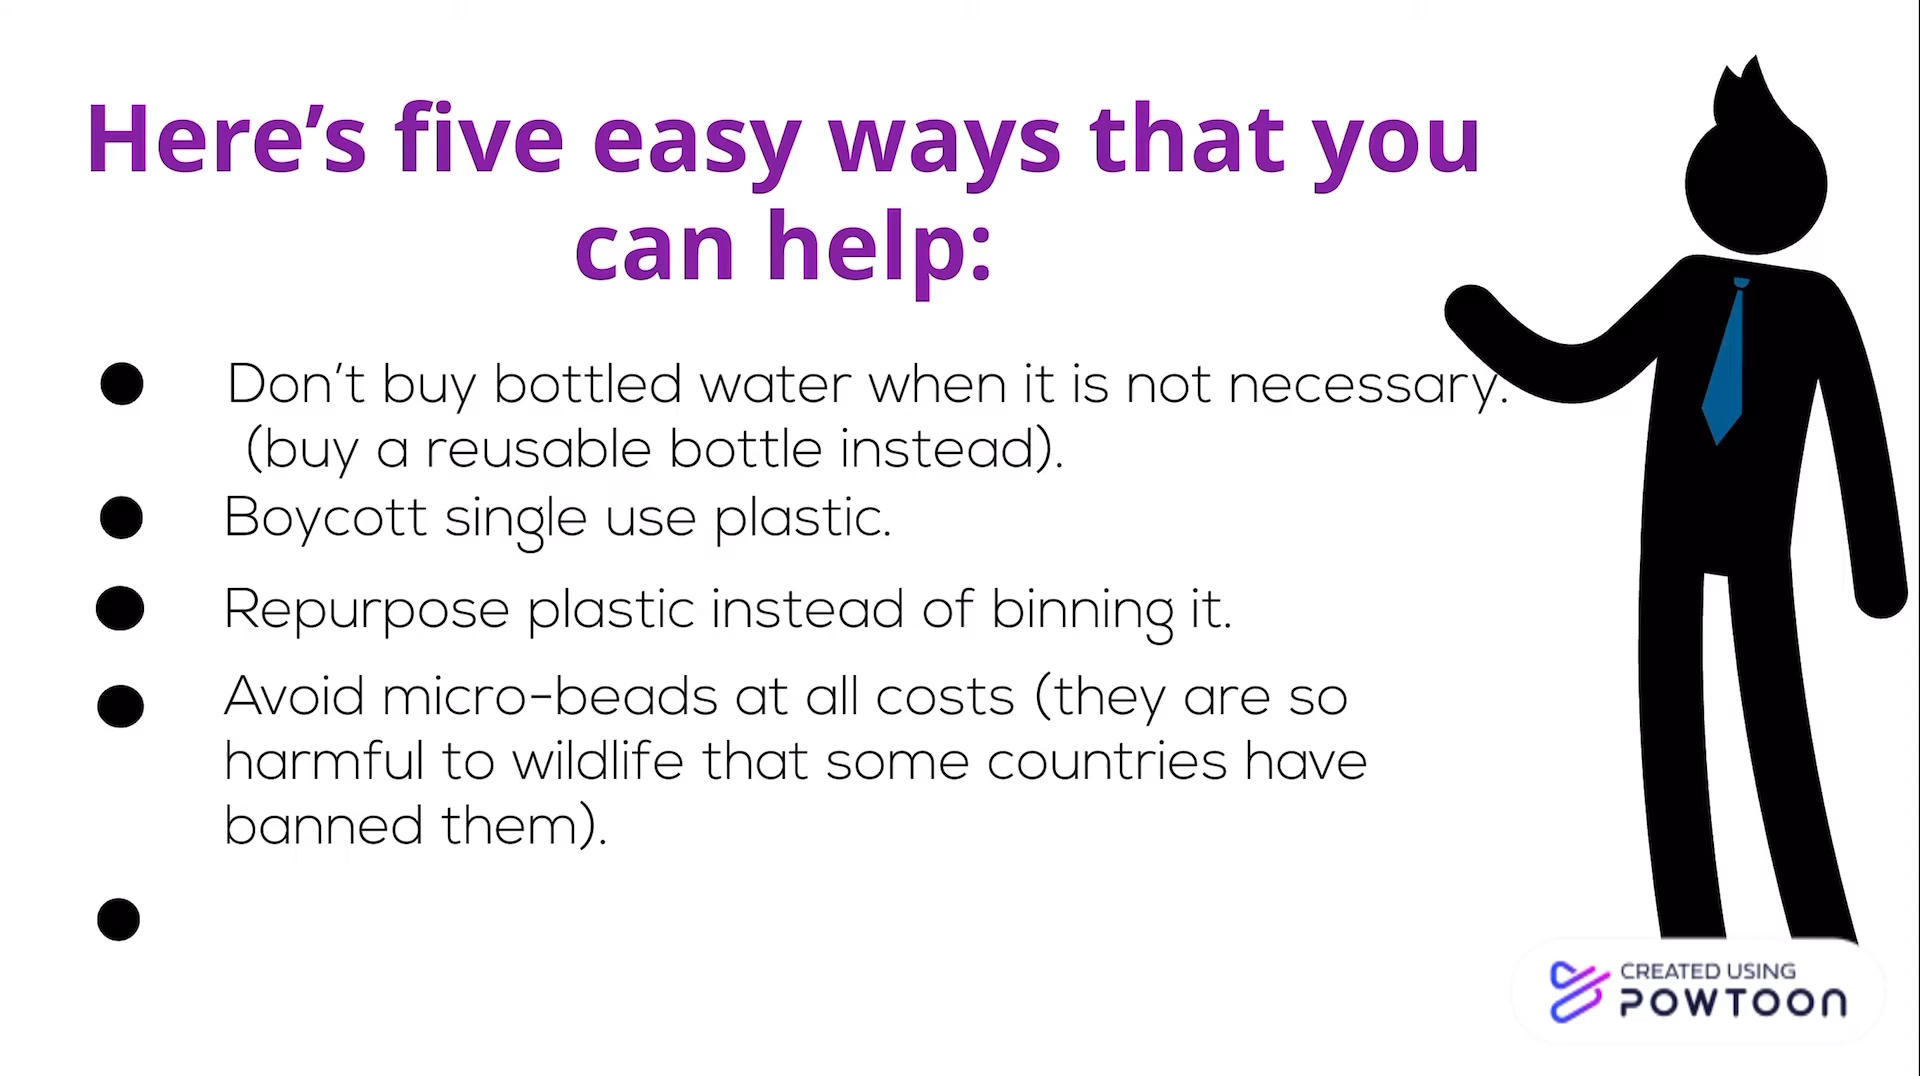 Here’s five easy ways that you
can help:
Don’t buy bottled water when it is not necessary.
(buy a reusable bottle instead).
Boycott single use plastic.
Repurpose plastic instead of binning it.
Avoid micro-beads at all costs (they are so
harmful to wildlife that some countries have
banned them).
CREATED USING
POWTOON